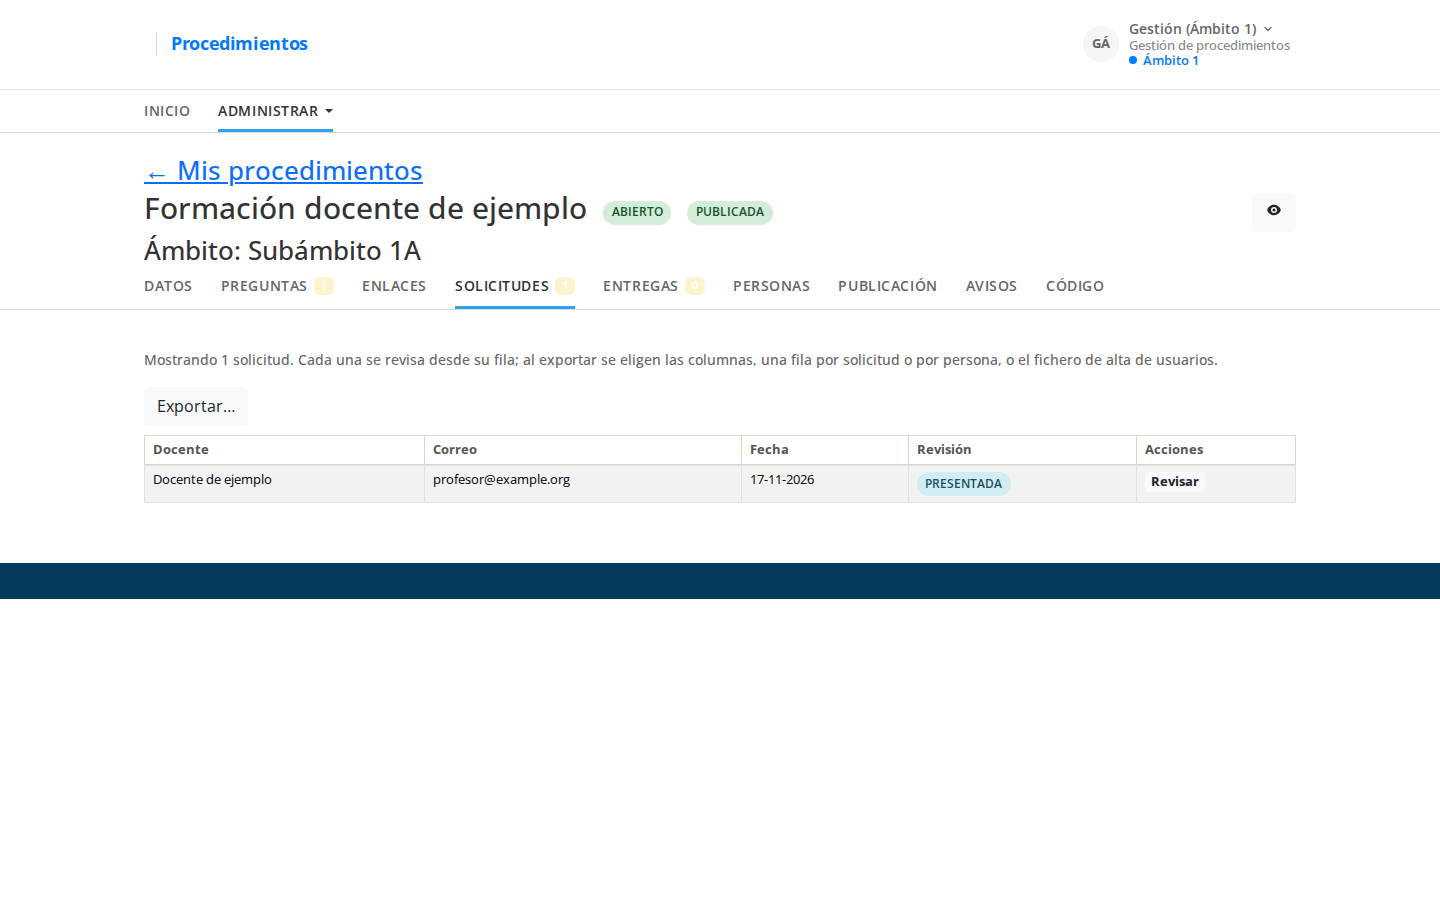 Procedimientos
GÁ
Gestión (Ámbito 1)
Gestión de procedimientos
Ámbito 1
INICIO
ADMINISTRAR
← Mis procedimientos
Formación docente de ejemplo ABIERTO PUBLICADA
Ámbito: Subámbito 1A
DATOS PREGUNTAS 1 ENLACES SOLICITUDES 1 ENTREGAS 0 PERSONAS PUBLICACIÓN AVISOS CÓDIGO
Mostrando 1 solicitud. Cada una se revisa desde su fila; al exportar se eligen las columnas, una fila por solicitud o por persona, o el fichero de alta de usuarios.
Exportar...
Docente Correo Fecha Revisión Acciones
Docente de ejemplo profesor@example.org 17-11-2026 PRESENTADA Revisar